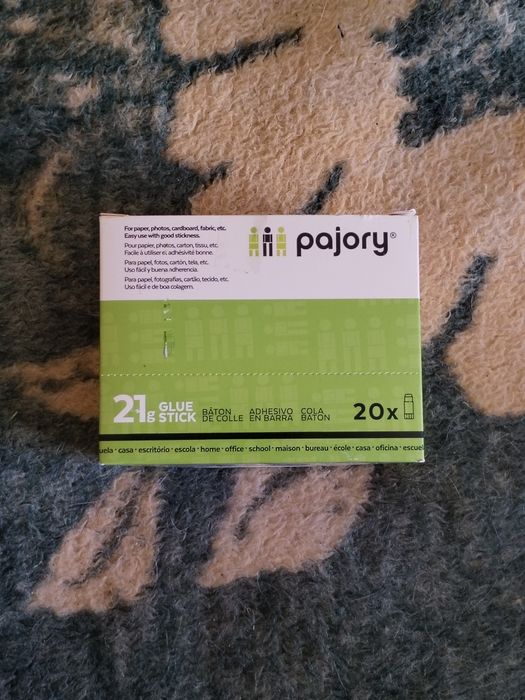 For paper, photos, cardboard, fabric, etc.
Easy use with good stickness.
Pour papier, photos, carton, tissu, etc.
Facile à utiliser et adhésivité bonne.
Para papel, fotos, cartón, tela, etc.
Uso fácil y buena adherencia.
Para papel, fotografias, cartão, tecido, etc.
Uso fácil e de boa colagem.
pajory®
21g GLUE STICK
BÂTON DE COLLE
ADHESIVO EN BARRA
COLA BATON
20x
uela · casa · escritório · escola · home · office · school · maison · bureau · école · casa · oficina · escuel